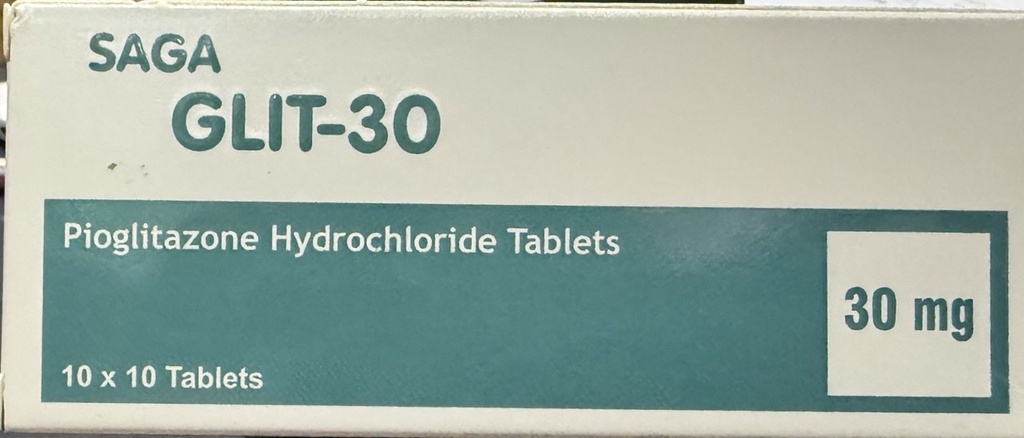 SAGA
GLIT-30
Pioglitazone Hydrochloride Tablets
30 mg
10 x 10 Tablets